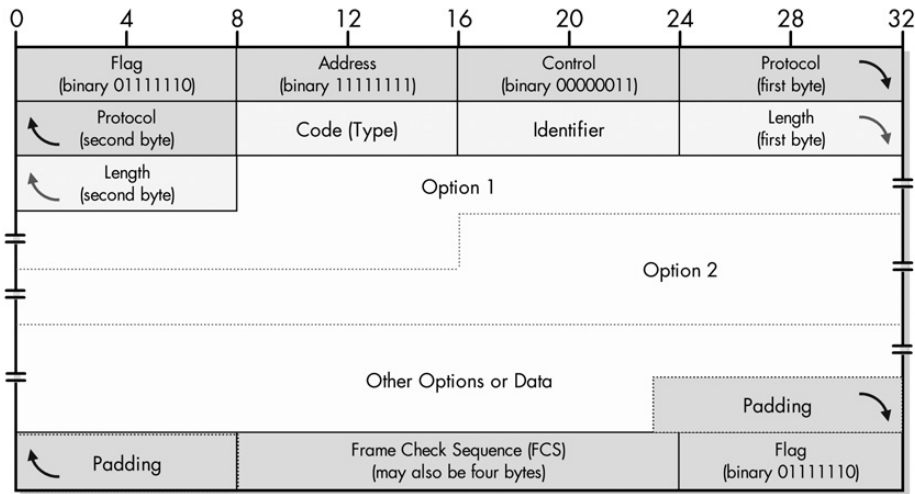 0 4 8 12 16 20 24 28 32
Flag
(binary 01111110)
Address
(binary 11111111)
Control
(binary 00000011)
Protocol
(first byte)
Protocol
(second byte)
Code (Type)
Identifier
Length
(first byte)
Length
(second byte)
Option 1
Option 2
Other Options or Data
Padding
Padding
Frame Check Sequence (FCS)
(may also be four bytes)
Flag
(binary 01111110)